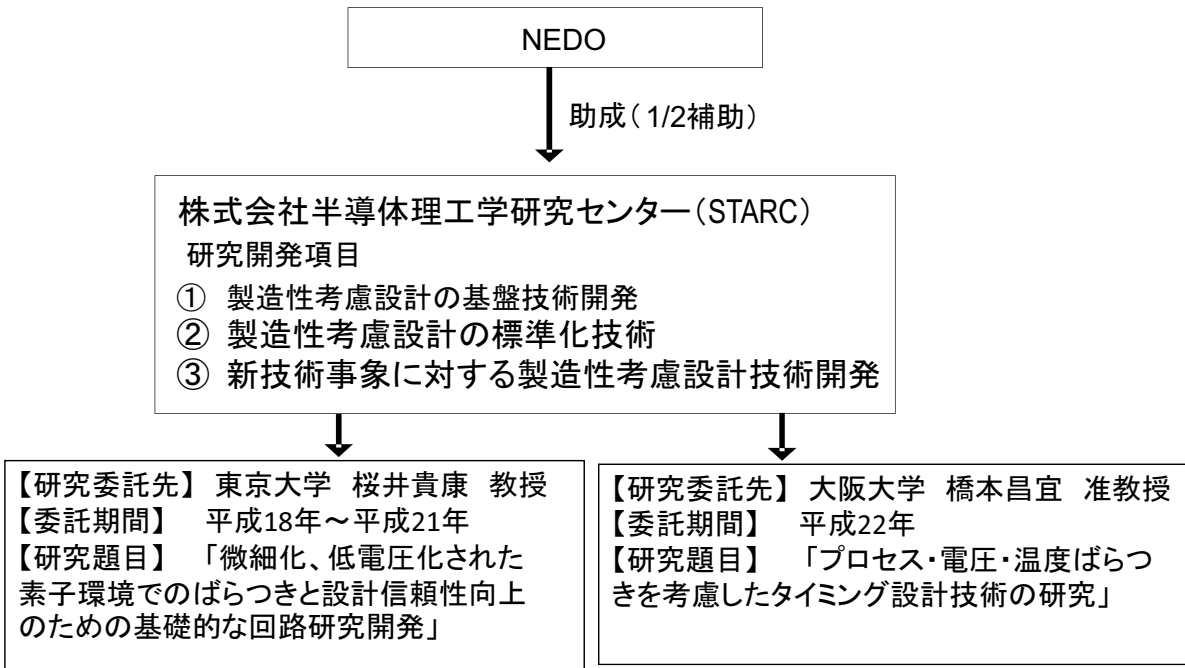 NEDO
助成(1/2補助)
株式会社半導体理工学研究センター(STARC)
研究開発項目
① 製造性考慮設計の基盤技術開発
② 製造性考慮設計の標準化技術
③ 新技術事象に対する製造性考慮設計技術開発
【研究委託先】 東京大学 桜井貴康 教授
【委託期間】 平成18年～平成21年
【研究題目】 「微細化、低電圧化された
素子環境でのばらつきと設計信頼性向上
のための基礎的な回路研究開発」
【研究委託先】 大阪大学 橋本昌宜 准教授
【委託期間】 平成22年
【研究題目】 「プロセス・電圧・温度ばらつ
きを考慮したタイミング設計技術の研究」